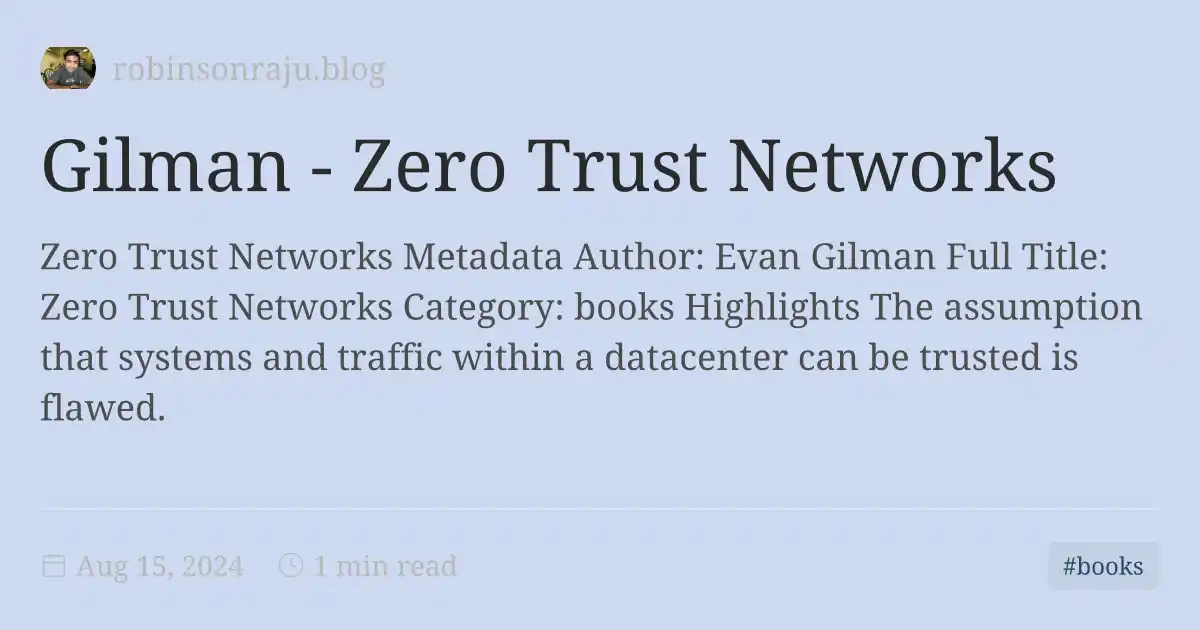 robinsonraju.blog
Gilman - Zero Trust Networks
Zero Trust Networks Metadata Author: Evan Gilman Full Title:
Zero Trust Networks Category: books Highlights The assumption
that systems and traffic within a datacenter can be trusted is
flawed.
Aug 15, 2024 1 min read #books